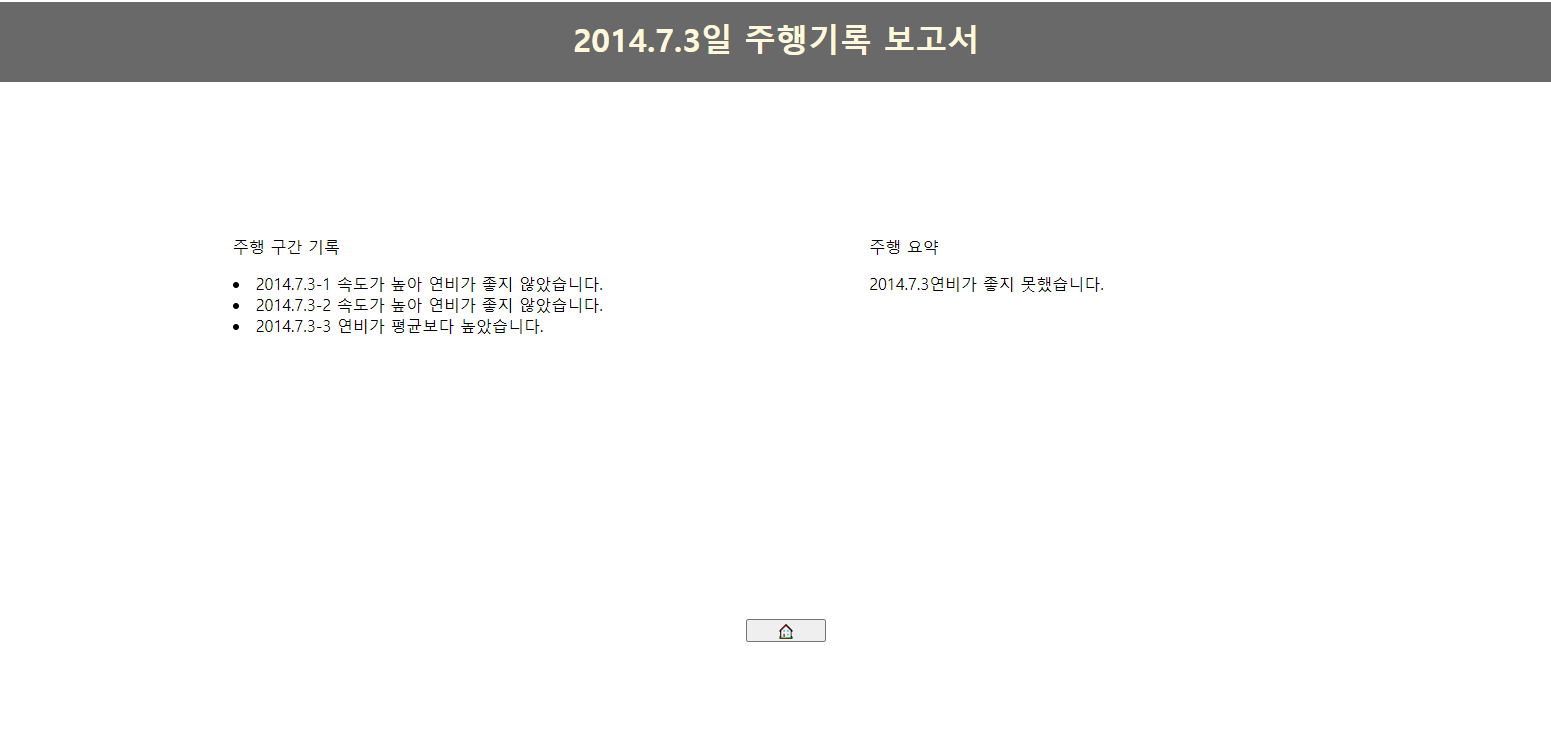 2014.7.3일 주행기록 보고서
주행 구간 기록
2014.7.3-1 속도가 높아 연비가 좋지 않았습니다.
2014.7.3-2 속도가 높아 연비가 좋지 않았습니다.
2014.7.3-3 연비가 평균보다 높았습니다.
주행 요약
2014.7.3연비가 좋지 못했습니다.